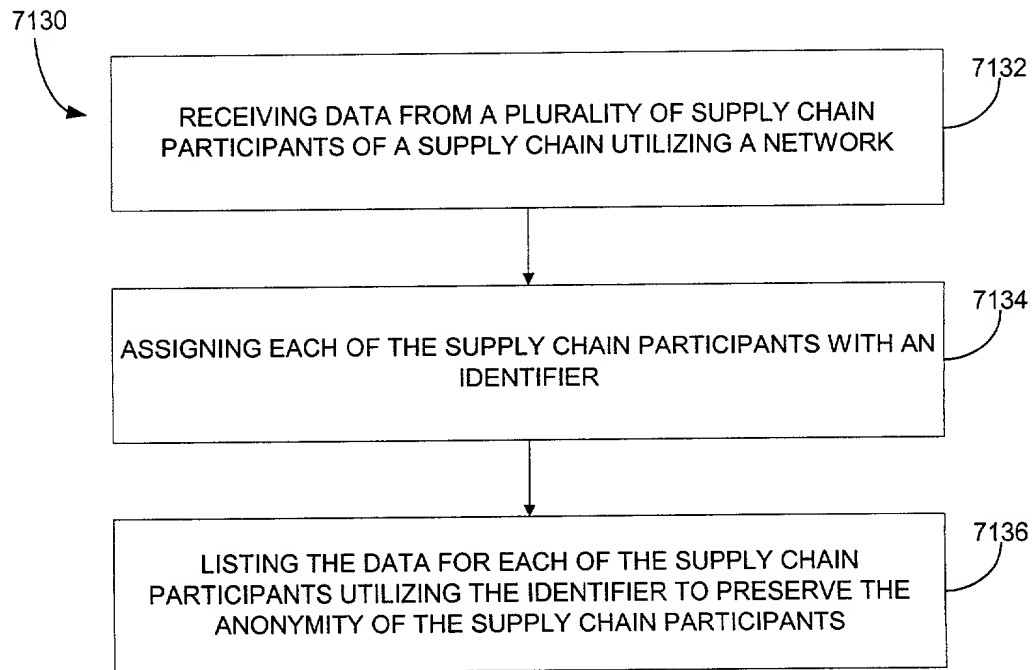 7130
7132
RECEIVING DATA FROM A PLURALITY OF SUPPLY CHAIN
PARTICIPANTS OF A SUPPLY CHAIN UTILIZING A NETWORK
7134
ASSIGNING EACH OF THE SUPPLY CHAIN PARTICIPANTS WITH AN
IDENTIFIER
7136
LISTING THE DATA FOR EACH OF THE SUPPLY CHAIN
PARTICIPANTS UTILIZING THE IDENTIFIER TO PRESERVE THE
ANONYMITY OF THE SUPPLY CHAIN PARTICIPANTS